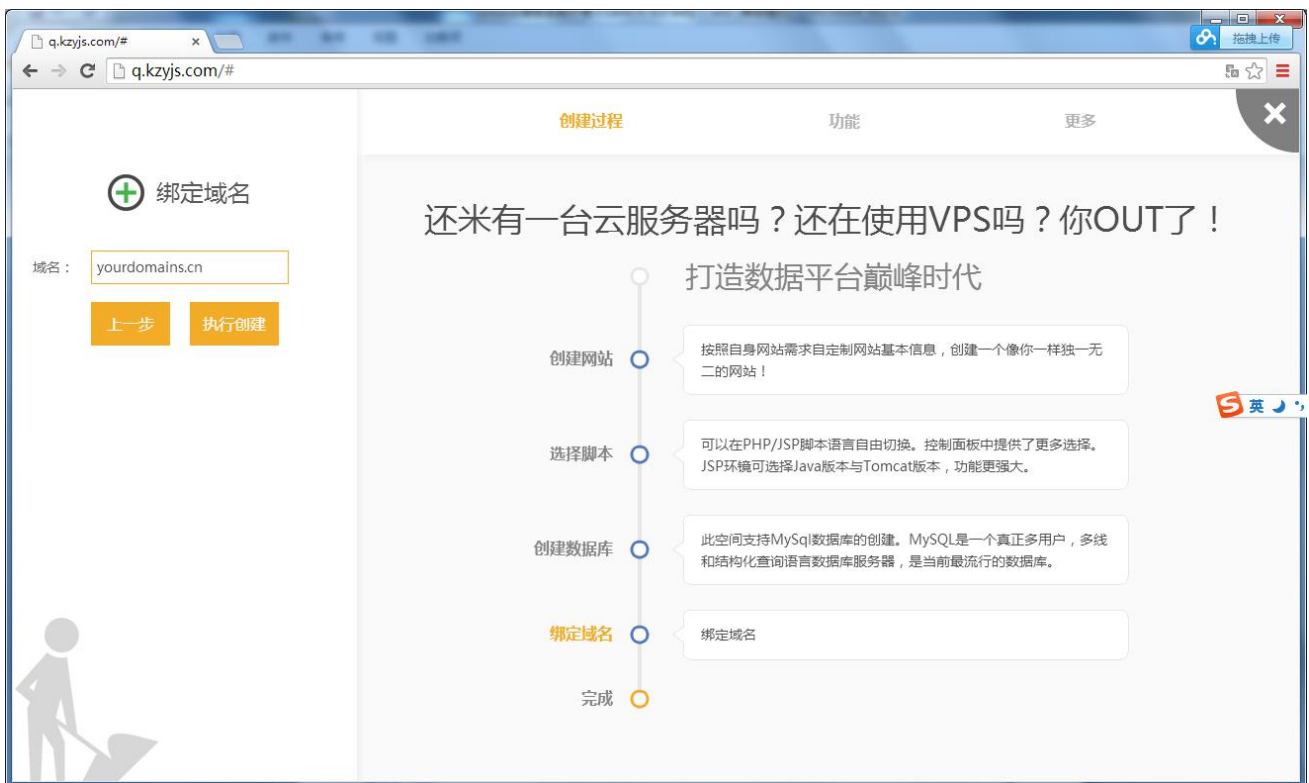 q.kzyjs.com/#
拖拽上传
q.kzyjs.com/#
创建过程
功能
更多
绑定域名
域名：
yourdomains.cn
上一步
执行创建
还米有一台云服务器吗？还在使用VPS吗？你OUT了！
打造数据平台巅峰时代
创建网站
按照自身网站需求自定制网站基本信息，创建一个像你一样独一无
二的网站！
选择脚本
可以在PHP/JSP脚本语言自由切换。控制面板中提供了更多选择。
JSP环镜可选择Java版本与Tomcat版本，功能更强大。
创建数据库
此空间支持MySql数据库的创建。MySQL是一个真正多用户，多线
和结构化查询语言数据库服务器，是当前最流行的数据库。
绑定域名
绑定域名
完成
英